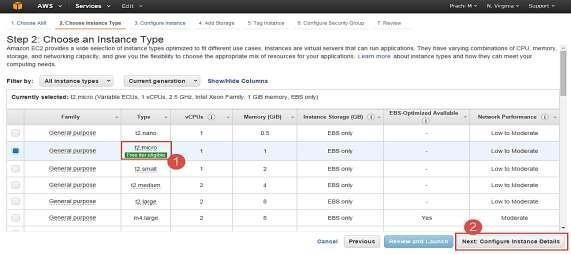 AWS Services Edit Prachi M N. Virginia Support
1. Choose AMI 2. Choose Instance Type 3. Configure Instance 4. Add Storage 5. Tag Instance 6. Configure Security Group 7. Review
Step 2: Choose an Instance Type
Amazon EC2 provides a wide selection of instance types optimized to fit different use cases. Instances are virtual servers that can run applications. They have varying combinations of CPU, memory,
storage, and networking capacity, and give you the flexibility to choose the appropriate mix of resources for your applications. Learn more about instance types and how they can meet your
computing needs.
Filter by: All instance types Current generation Show/Hide Columns
Currently selected: t2.micro (Variable ECUs, 1 vCPUs, 2.5 GHz, Intel Xeon Family, 1 GiB memory, EBS only)
Family Type vCPUs Memory (GiB) Instance Storage (GB) EBS-Optimized Available Network Performance
General purpose t2.nano 1 0.5 EBS only - Low to Moderate
General purpose t2.micro 1 1 EBS only - Low to Moderate
Free tier eligible
1
General purpose t2.small 1 2 EBS only - Low to Moderate
General purpose t2.medium 2 4 EBS only - Low to Moderate
General purpose t2.large 2 8 EBS only - Low to Moderate
General purpose m4.large 2 8 EBS only Yes Moderate
2
Cancel Previous Review and Launch Next: Configure Instance Details